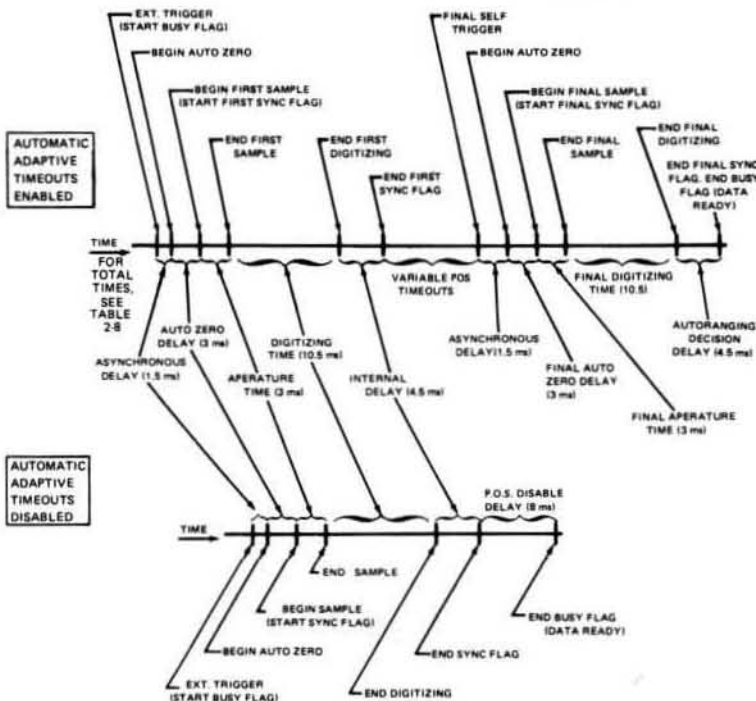 EXT. TRIGGER
(START BUSY FLAG)
BEGIN AUTO ZERO
BEGIN FIRST SAMPLE
(START FIRST SYNC FLAG)
END FIRST
SAMPLE
END FIRST
DIGITIZING
END FIRST
SYNC FLAG
FINAL SELF
TRIGGER
BEGIN AUTO ZERO
BEGIN FINAL SAMPLE
(START FINAL SYNC FLAG)
END FINAL
SAMPLE
END FINAL
DIGITIZING
END FINAL SYNC
FLAG. END BUSY
FLAG (DATA
READY)
AUTOMATIC
ADAPTIVE
TIMEOUTS
ENABLED
TIME
FOR
TOTAL
TIMES,
SEE
TABLE
2-8
ASYNCHRONOUS
DELAY (1.5 ms)
AUTO ZERO
DELAY (3 ms)
APERATURE
TIME (3 ms)
DIGITIZING
TIME (10.5 ms)
INTERNAL
DELAY (4.5 ms)
VARIABLE POS
TIMEOUTS
ASYNCHRONOUS
DELAY(1.5 ms)
FINAL AUTO
ZERO DELAY
(3 ms)
FINAL APERATURE
TIME (3 ms)
FINAL DIGITIZING
TIME (10.5)
AUTORANGING
DECISION
DELAY (4.5 ms)
AUTOMATIC
ADAPTIVE
TIMEOUTS
DISABLED
TIME
P.O.S. DISABLE
DELAY (8 ms)
END SAMPLE
BEGIN SAMPLE
(START SYNC FLAG)
BEGIN AUTO ZERO
EXT. TRIGGER
(START BUSY FLAG)
END DIGITIZING
END SYNC FLAG
END BUSY FLAG
(DATA READY)